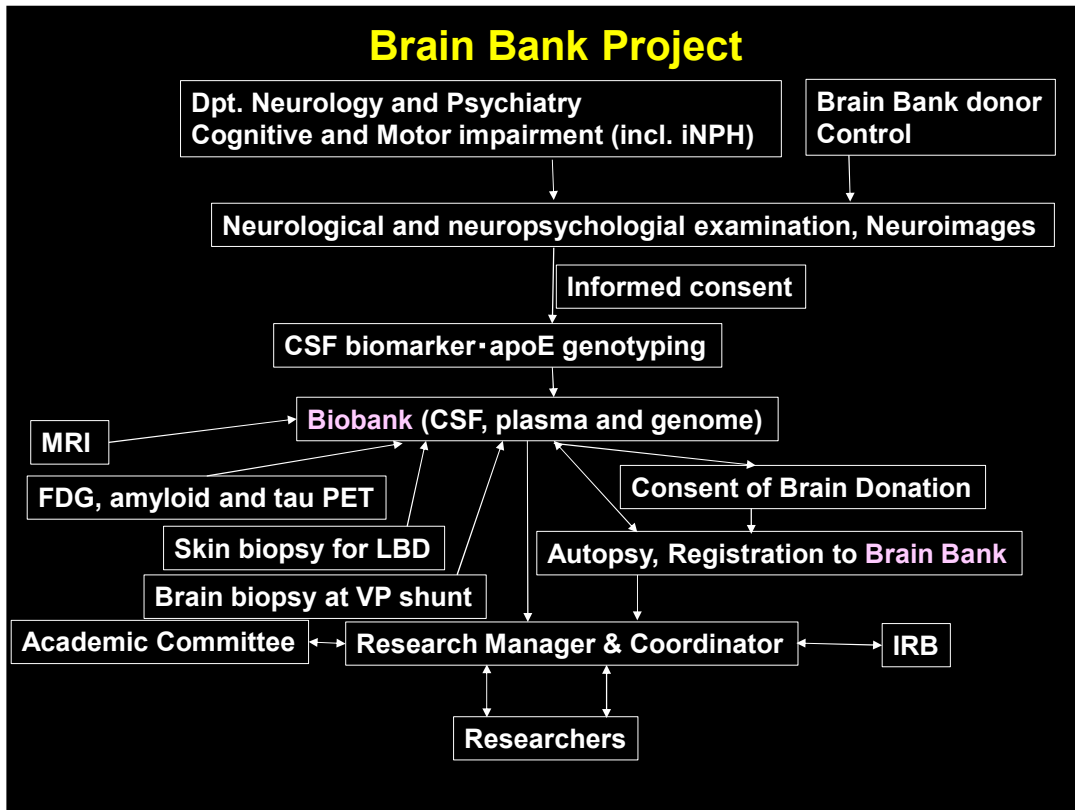 Brain Bank Project
Dpt. Neurology and Psychiatry
Cognitive and Motor impairment (incl. iNPH)
Brain Bank donor
Control
Neurological and neuropsychologial examination, Neuroimages
Informed consent
CSF biomarker・apoE genotyping
Biobank (CSF, plasma and genome)
MRI
FDG, amyloid and tau PET
Consent of Brain Donation
Skin biopsy for LBD
Autopsy, Registration to Brain Bank
Brain biopsy at VP shunt
Academic Committee
Research Manager & Coordinator
IRB
Researchers